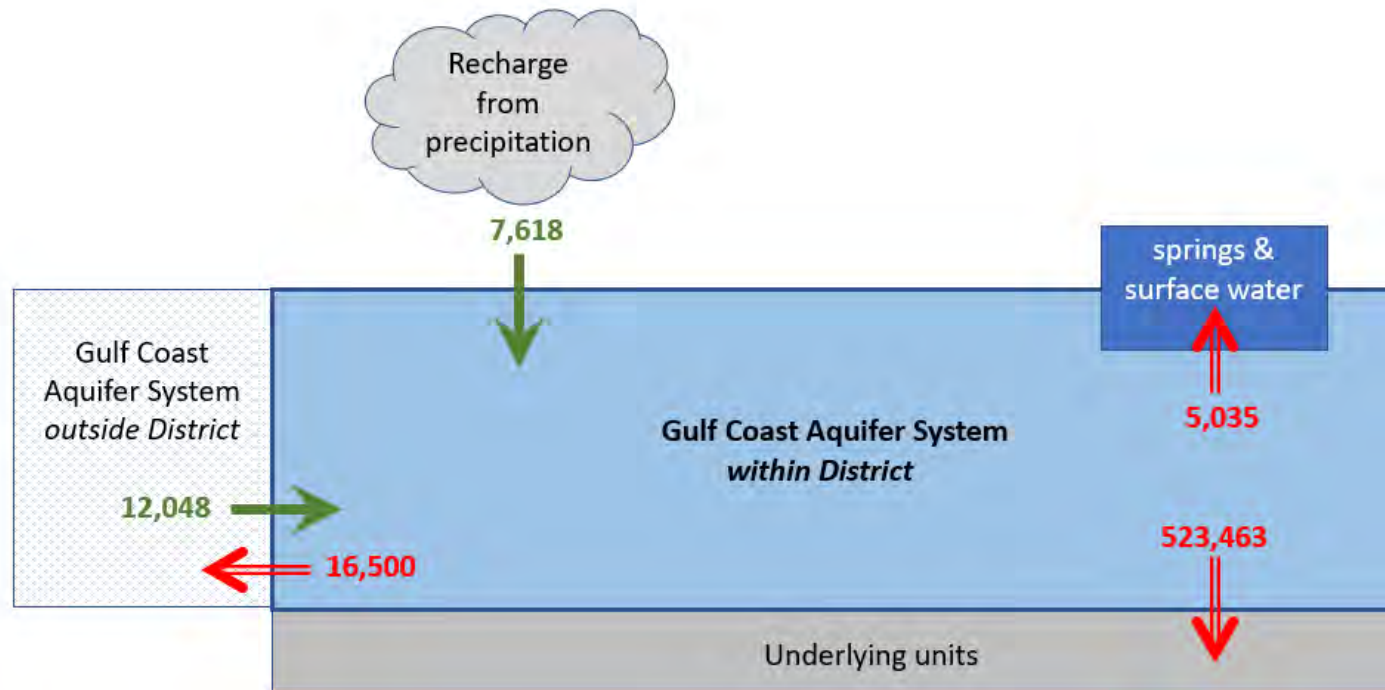 Recharge
from
precipitation
7,618
springs &
surface water
Gulf Coast
Aquifer System
outside District
5,035
Gulf Coast Aquifer System
within District
12,048
16,500
523,463
Underlying units